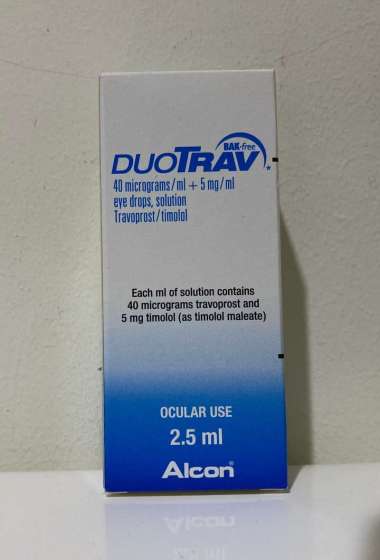 BAK-free
DUOTRAV
40 micrograms/ml + 5 mg/ml
eye drops, solution
Travoprost/timolol
Each ml of solution contains
40 micrograms travoprost and
5 mg timolol (as timolol maleate)
OCULAR USE
2.5 ml
Alcon®